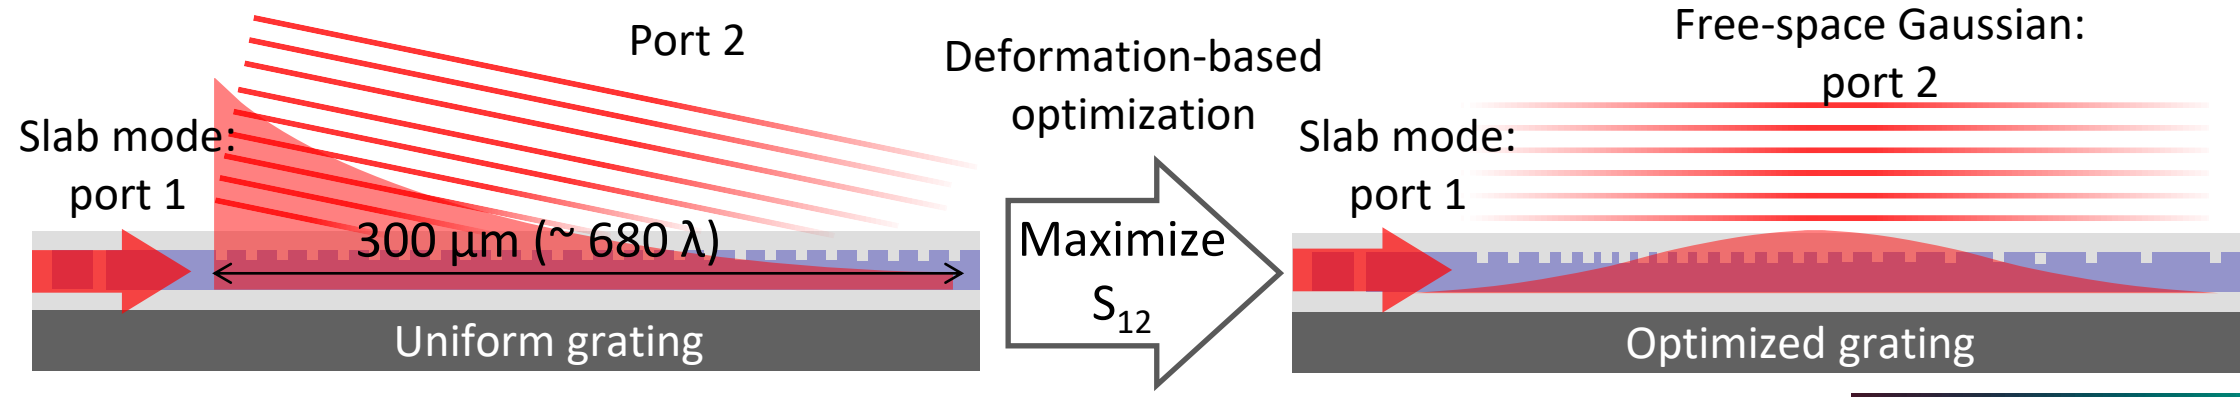 Port 2
Slab mode:
port 1
300 µm (~ 680 λ)
Uniform grating
Deformation-based
optimization
Maximize
S₁₂
Free-space Gaussian:
port 2
Slab mode:
port 1
Optimized grating